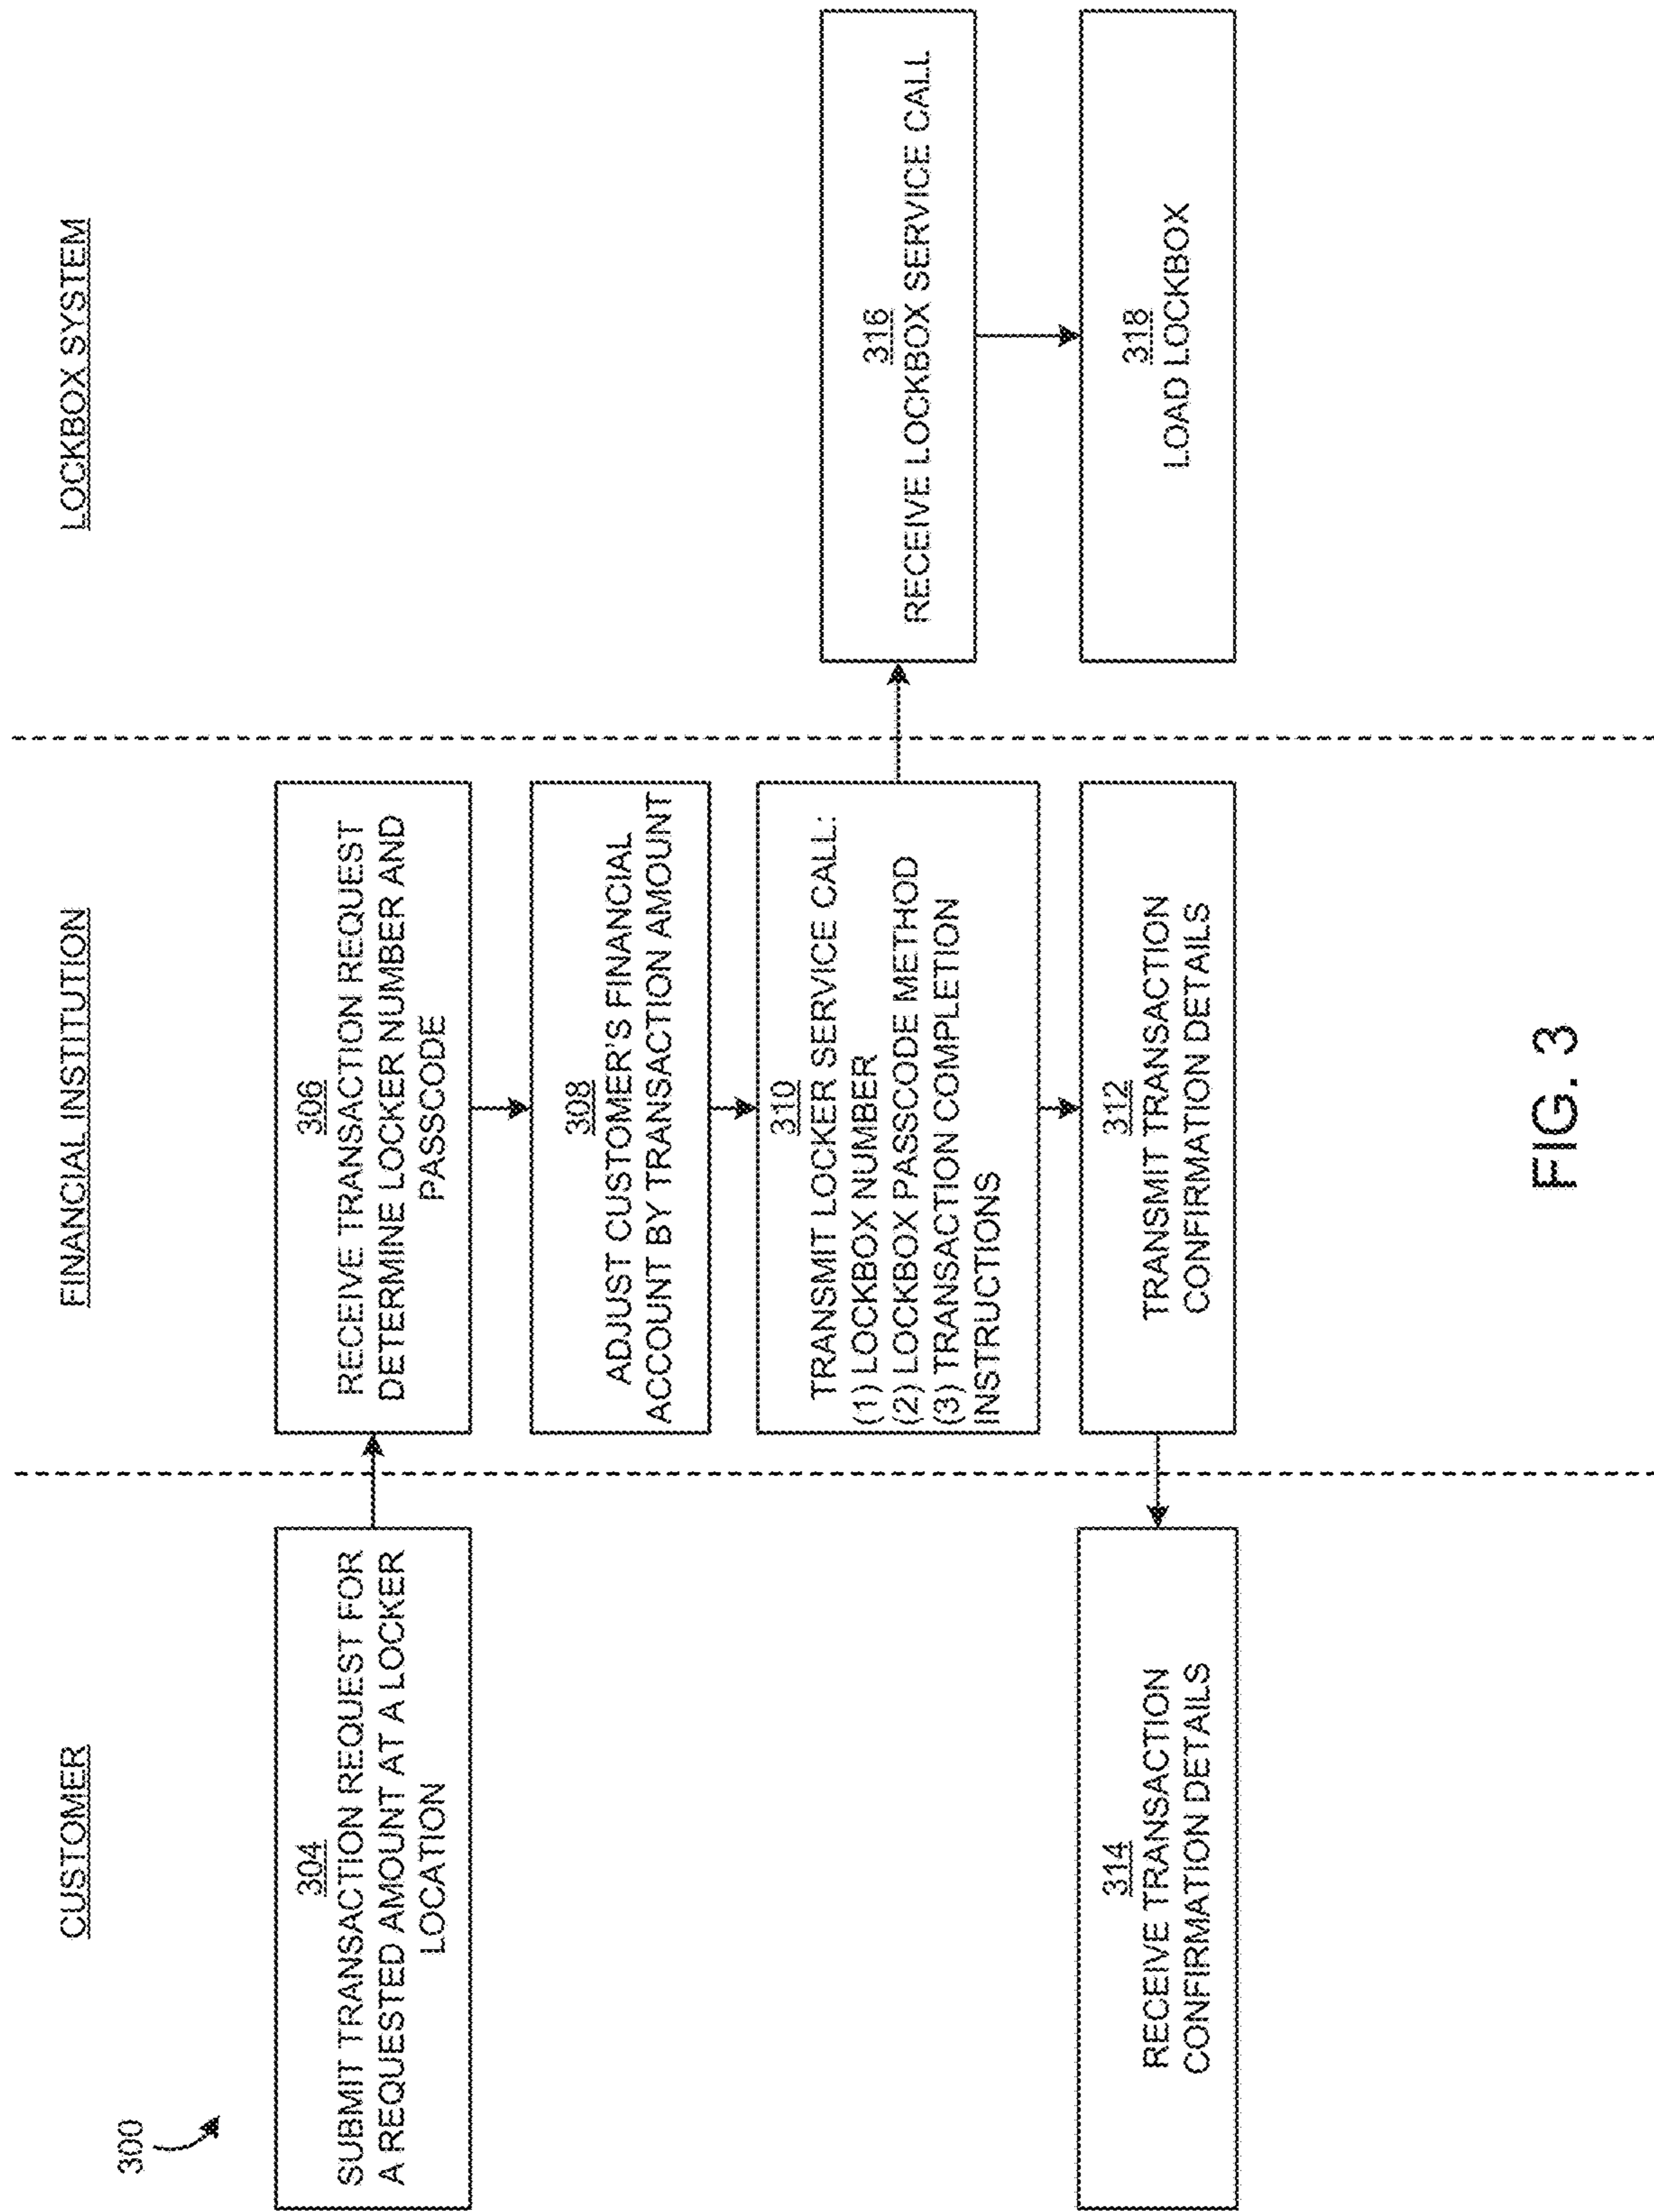 CUSTOMER
FINANCIAL INSTITUTION
LOCKBOX SYSTEM
300
304
SUBMIT TRANSACTION REQUEST FOR
A REQUESTED AMOUNT AT A LOCKER
LOCATION
306
RECEIVE TRANSACTION REQUEST
DETERMINE LOCKER NUMBER AND
PASSCODE
308
ADJUST CUSTOMER'S FINANCIAL
ACCOUNT BY TRANSACTION AMOUNT
310
TRANSMIT LOCKER SERVICE CALL:
(1) LOCKBOX NUMBER
(2) LOCKBOX PASSCODE METHOD
(3) TRANSACTION COMPLETION
INSTRUCTIONS
316
RECEIVE LOCKBOX SERVICE CALL
314
RECEIVE TRANSACTION
CONFIRMATION DETAILS
312
TRANSMIT TRANSACTION
CONFIRMATION DETAILS
318
LOAD LOCKBOX
FIG. 3